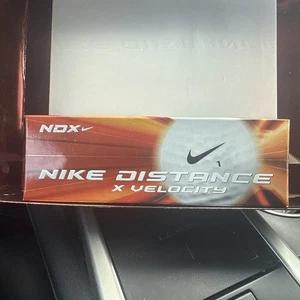 NDX
NIKE DISTANCE
X VELOCITY